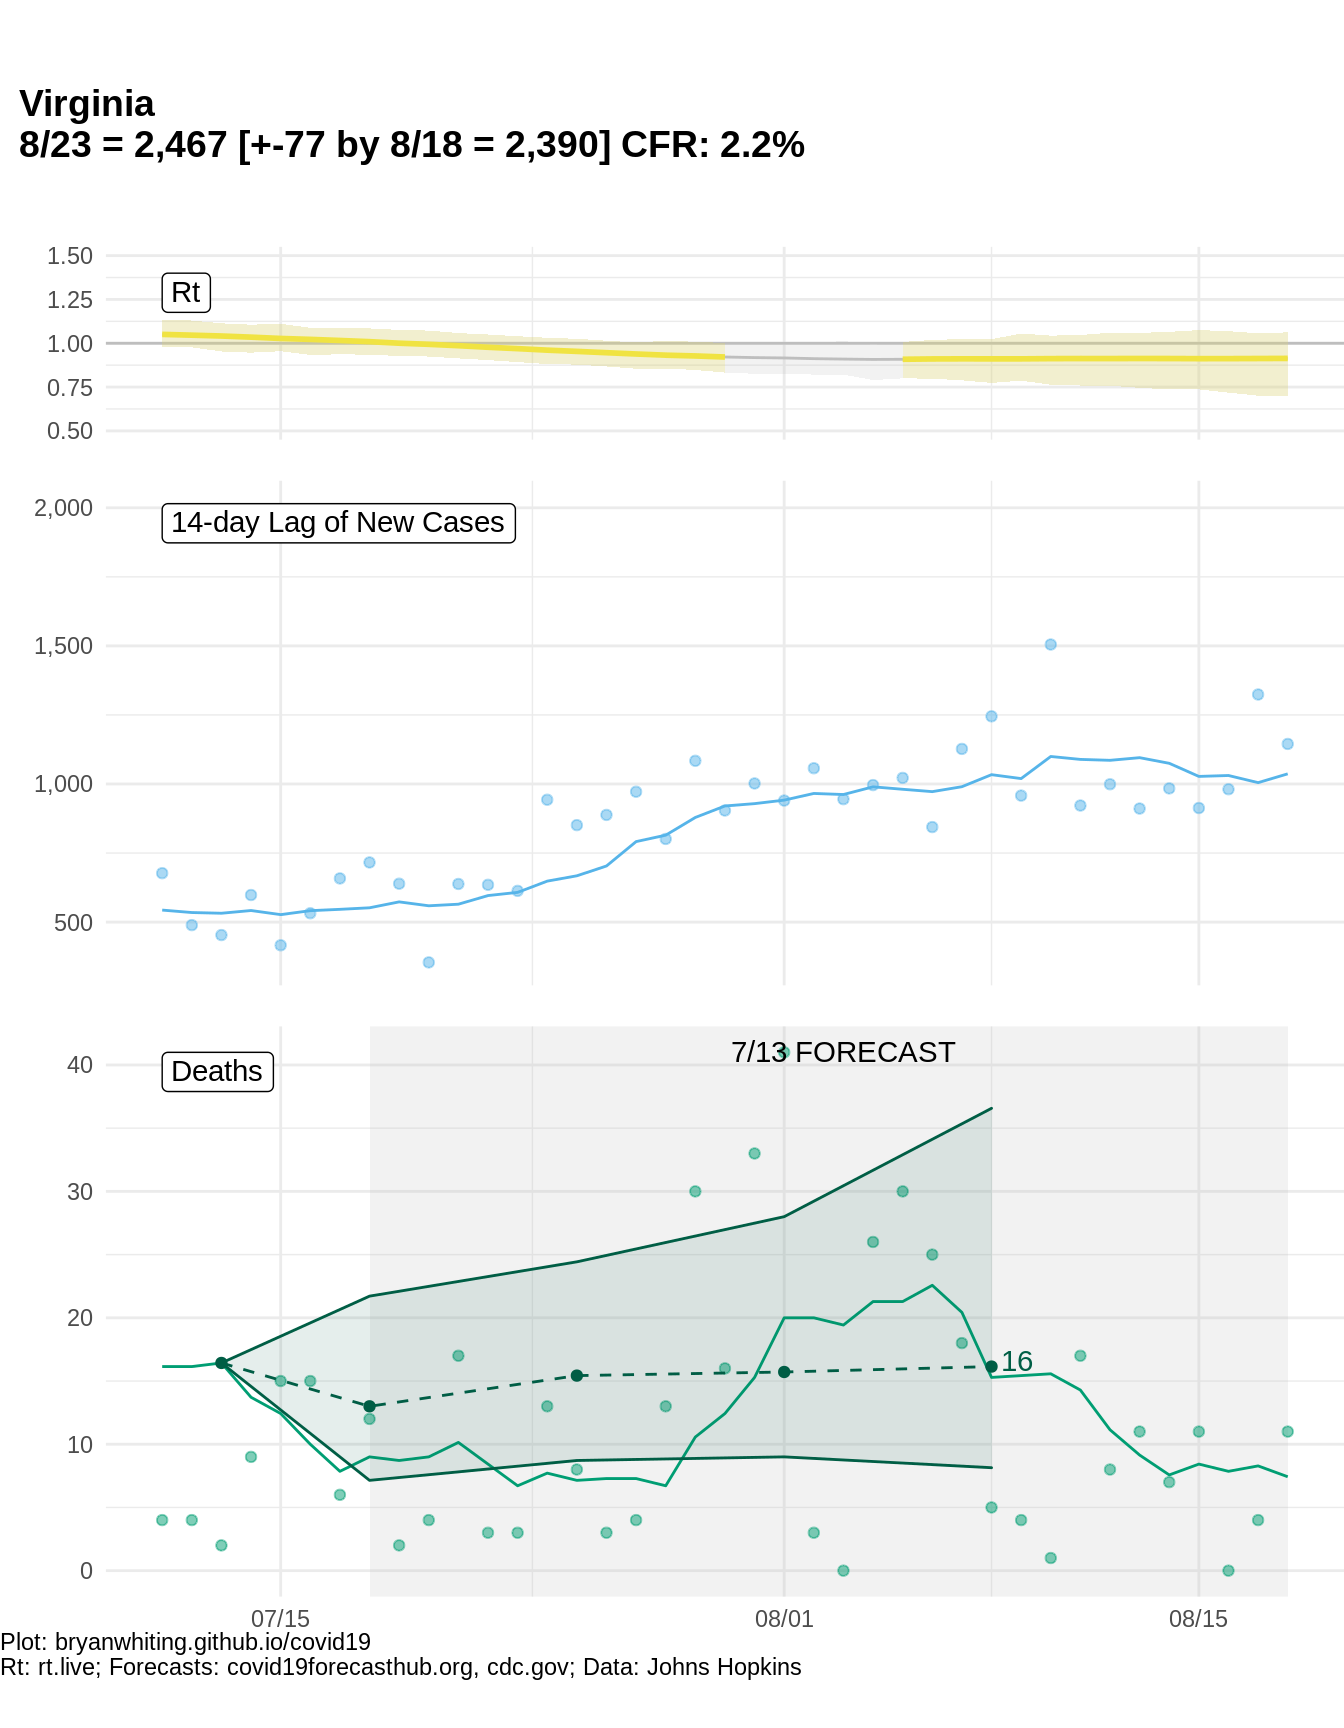 Virginia
8/23 = 2,467 [+-77 by 8/18 = 2,390] CFR: 2.2%
1.50
Rt
1.25
1.00
0.75
0.50
2,000
14-day Lag of New Cases
1,500
1,000
500
7/13 FORECAST
40
Deaths
30
20
16
10
0
07/15 08/01 08/15
Plot: bryanwhiting.github.io/covid19
Rt: rt.live; Forecasts: covid19forecasthub.org, cdc.gov; Data: Johns Hopkins